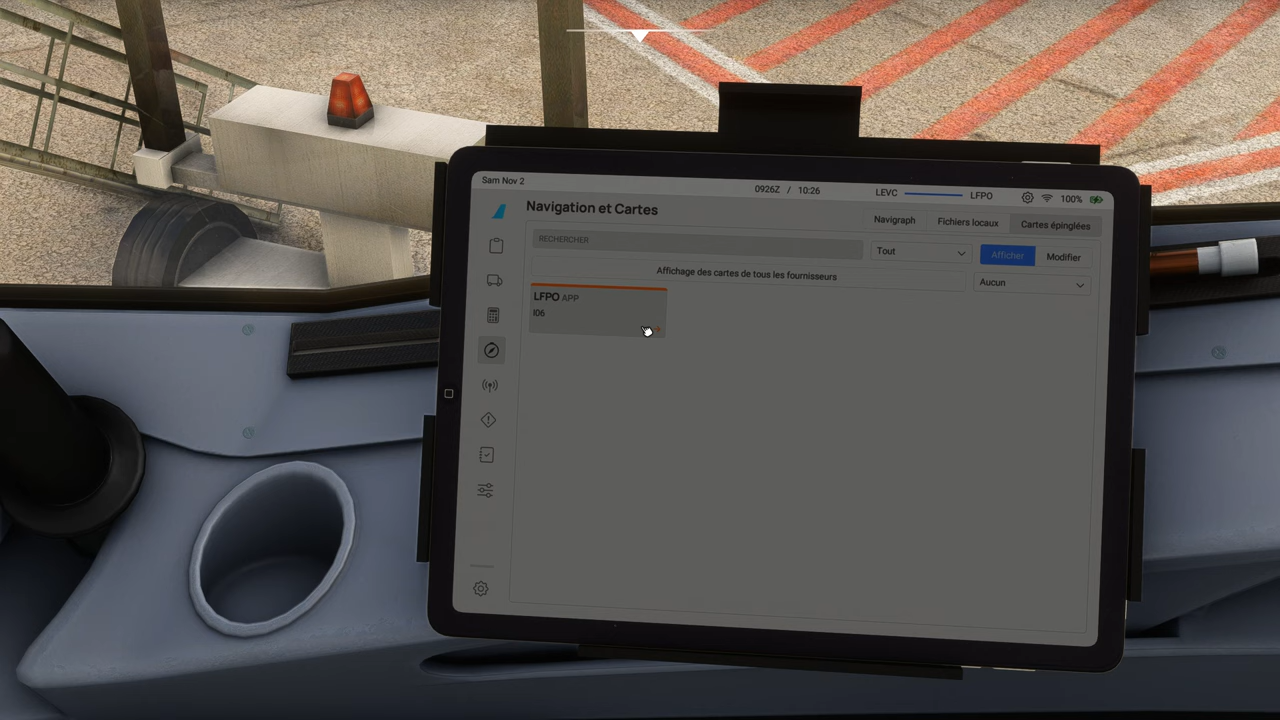 Sam Nov 2
0926Z / 10:26
LEVC
LFPO
100%
Navigation et Cartes
Navigraph
Fichiers locaux
Cartes épinglées
RECHERCHER
Tout
Afficher
Modifier
Affichage des cartes de tous les fournisseurs
Aucun
LFPO APP
I06